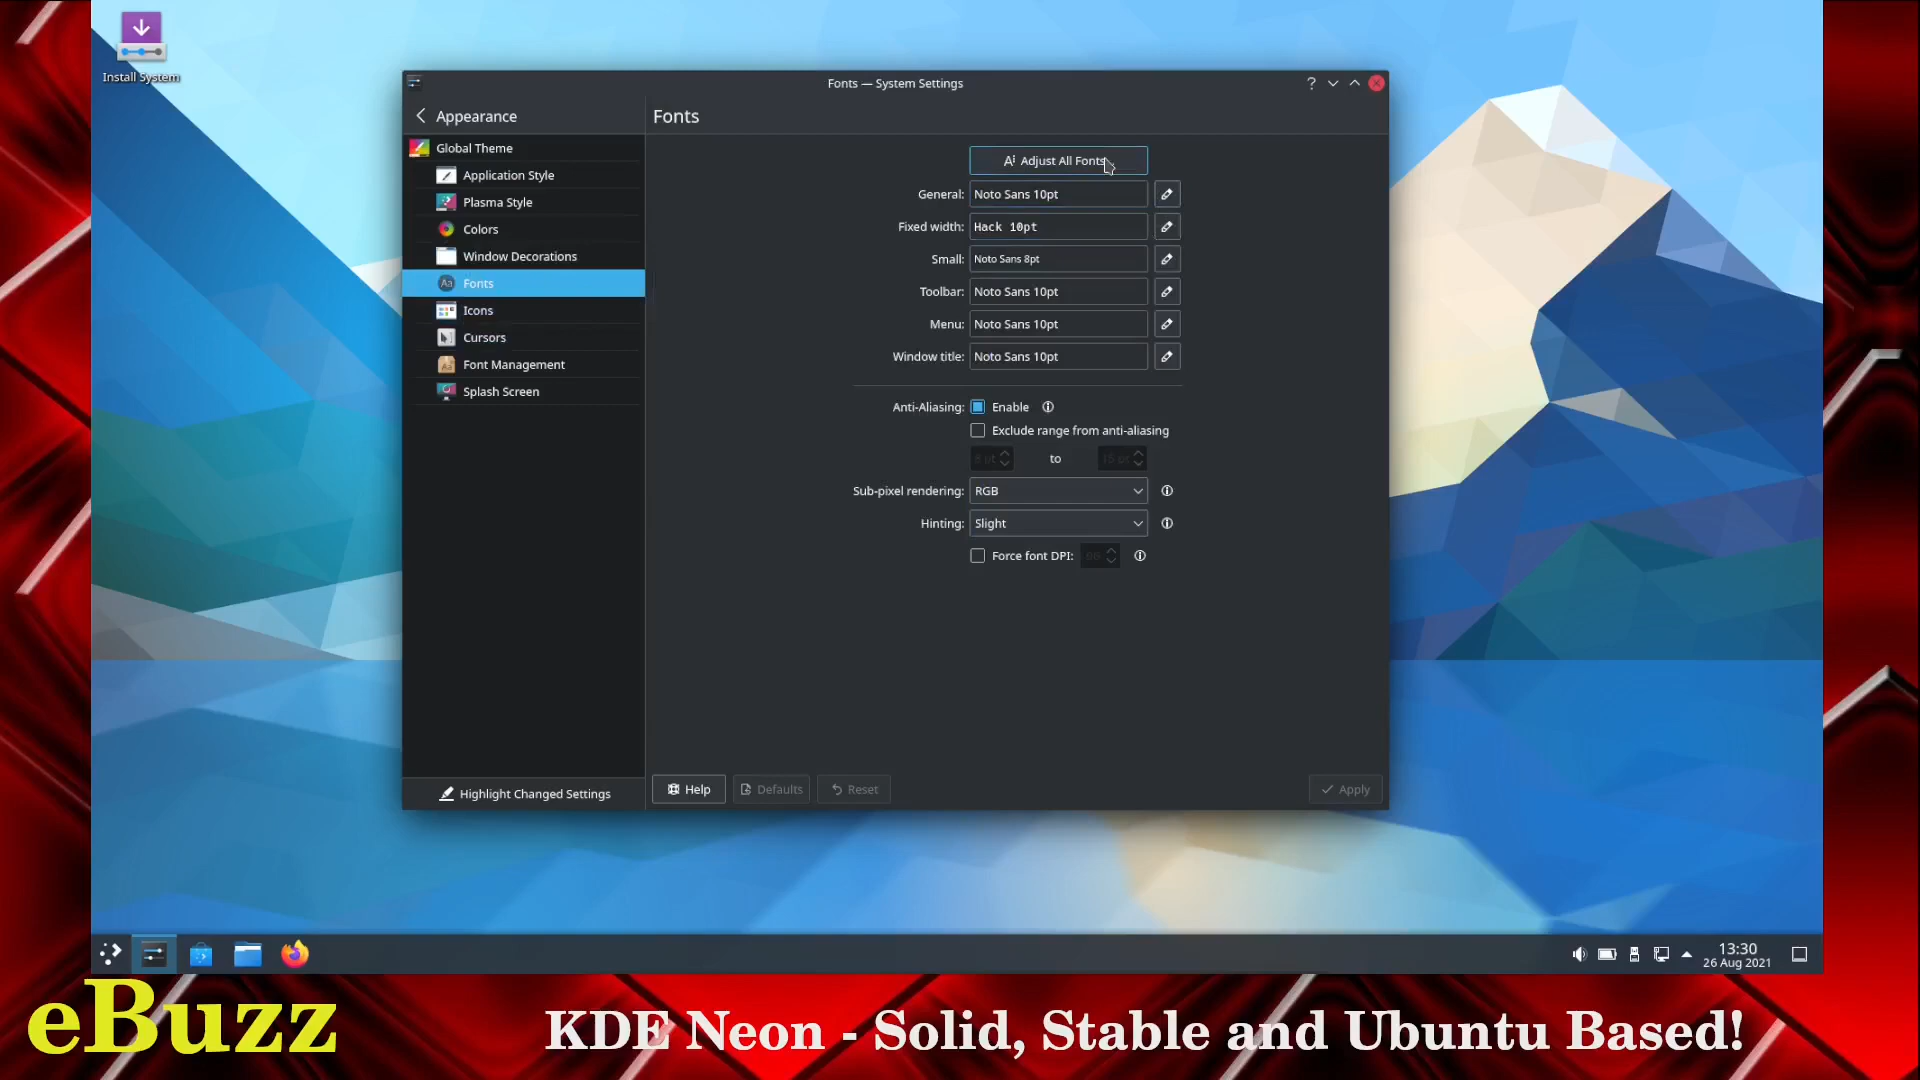 Install System
Fonts — System Settings
Appearance
Fonts
Global Theme
Application Style
Plasma Style
Colors
Window Decorations
Aa Fonts
Icons
Cursors
Font Management
Splash Screen
Highlight Changed Settings
Adjust All Fonts
General: Noto Sans 10pt
Fixed width: Hack 10pt
Small: Noto Sans 8pt
Toolbar: Noto Sans 10pt
Menu: Noto Sans 10pt
Window title: Noto Sans 10pt
Anti-Aliasing: Enable
Exclude range from anti-aliasing
to
Sub-pixel rendering: RGB
Hinting: Slight
Force font DPI:
Help Defaults Reset Apply
13:30
26 Aug 2021
eBuzz
KDE Neon - Solid, Stable and Ubuntu Based!